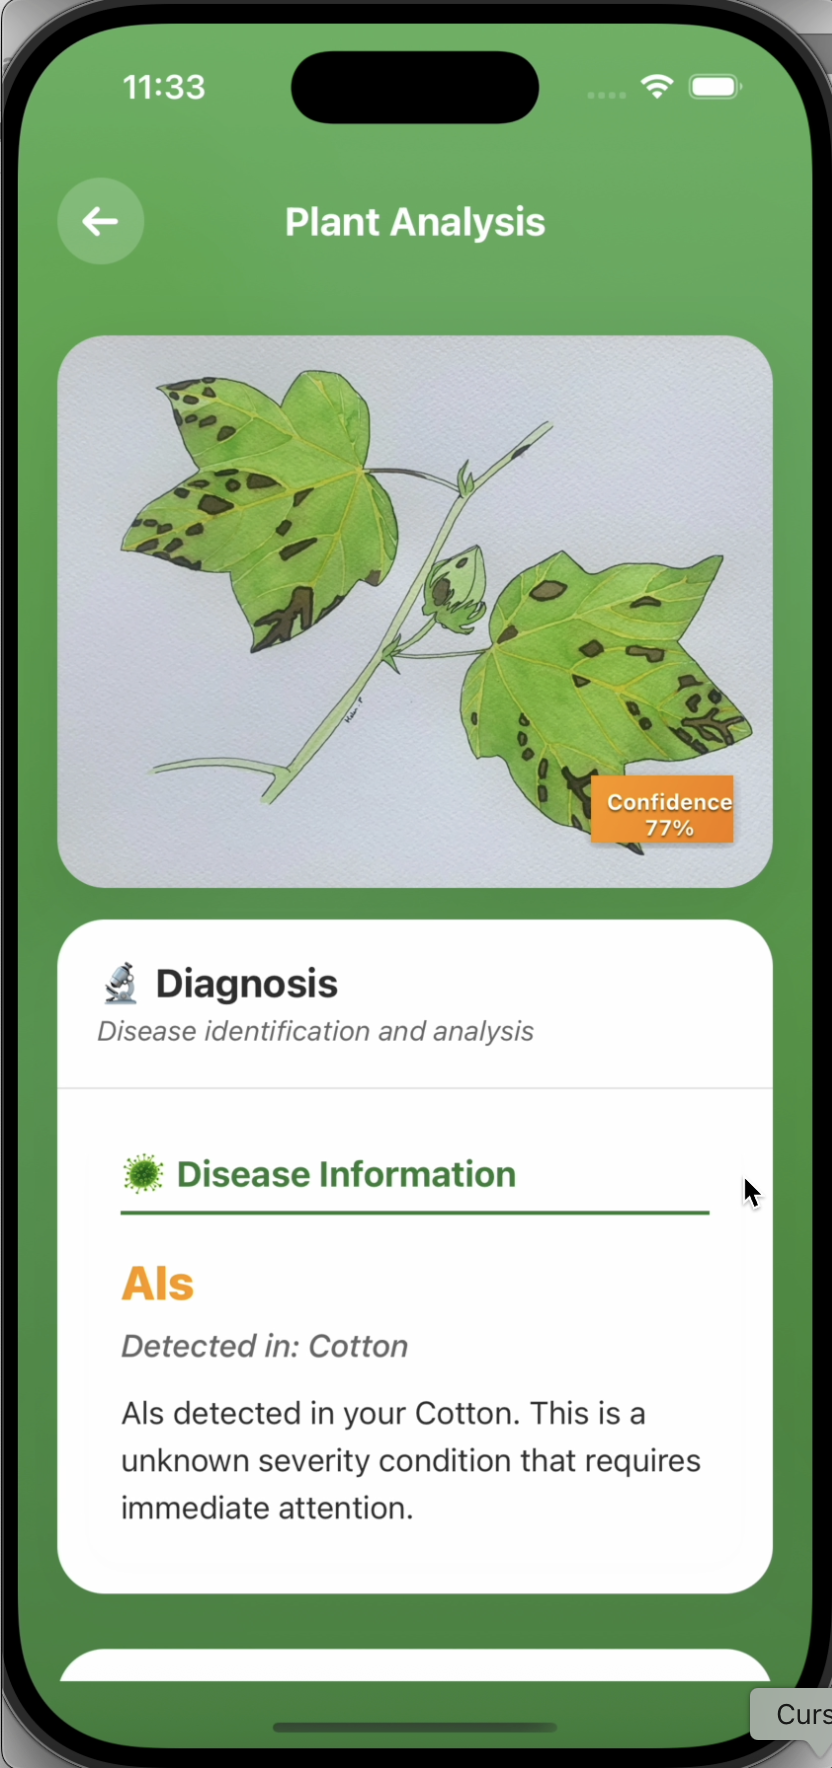 11:33
Plant Analysis
Confidence
77%
🔬 Diagnosis
Disease identification and analysis
🦠 Disease Information
Als
Detected in: Cotton
Als detected in your Cotton. This is a
unknown severity condition that requires
immediate attention.
Curs